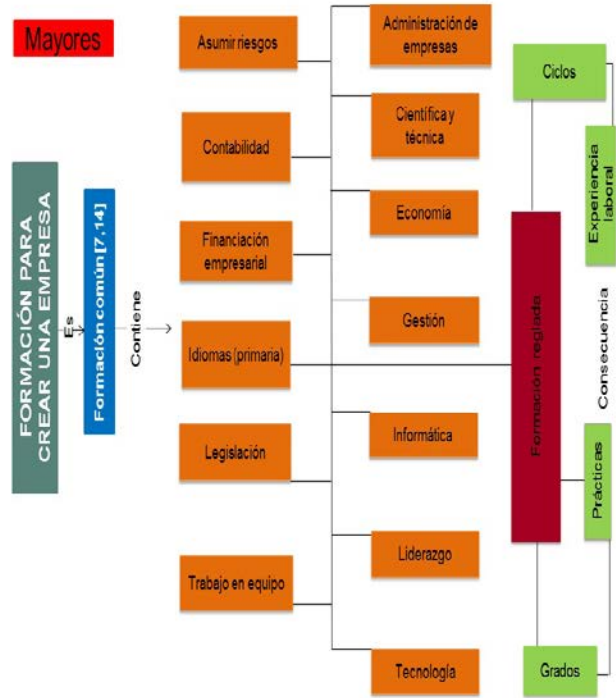 Mayores
FORMACIÓN PARA
CREAR UNA EMPRESA
Es
Formación común [7,14]
Contiene
Asumir riesgos
Contabilidad
Financiación
empresarial
Idiomas (primaria)
Legislación
Trabajo en equipo
Administración de
empresas
Científica y
técnica
Economía
Gestión
Informática
Liderazgo
Tecnología
Formación reglada
Ciclos
Experiencia
laboral
Consecuencia
Prácticas
Grados